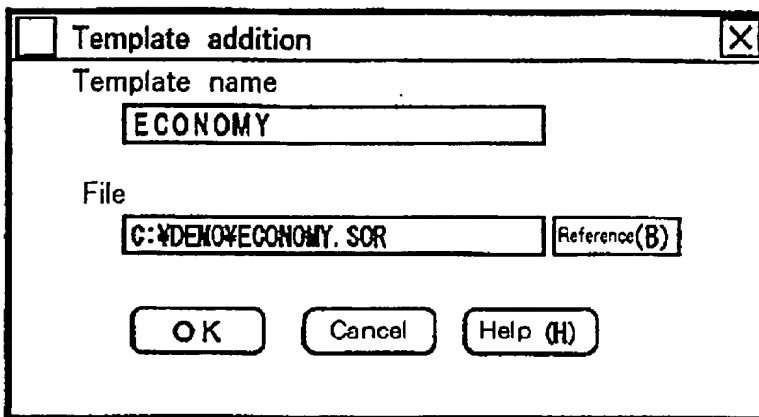 Template addition
Template name
ECONOMY
File
C:¥DEMO¥ECONOMY.SOR Reference(B)
OK Cancel Help (H)